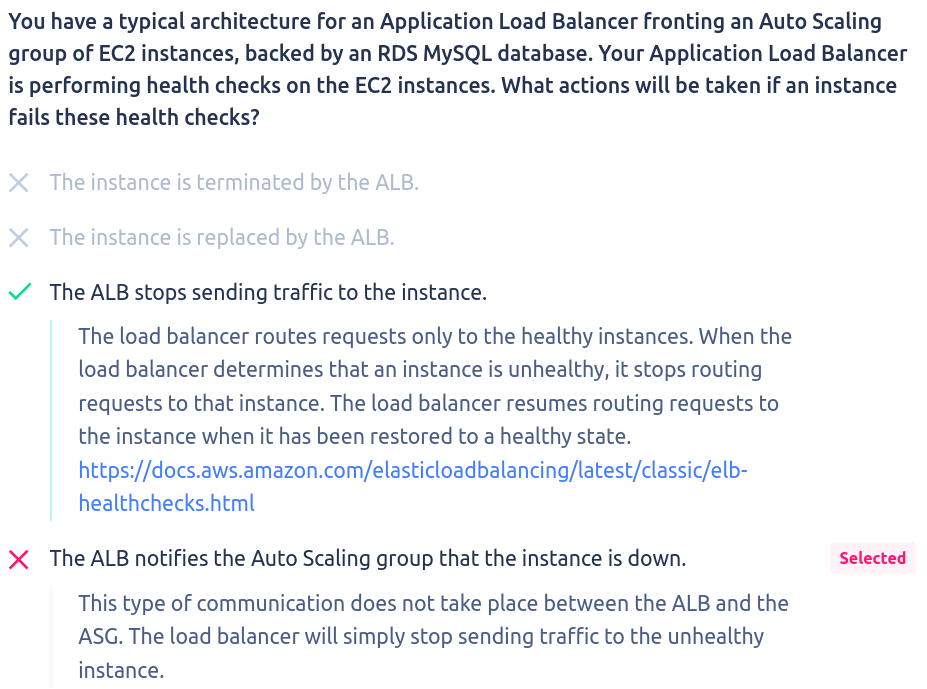 You have a typical architecture for an Application Load Balancer fronting an Auto Scaling
group of EC2 instances, backed by an RDS MySQL database. Your Application Load Balancer
is performing health checks on the EC2 instances. What actions will be taken if an instance
fails these health checks?
The instance is terminated by the ALB.
The instance is replaced by the ALB.
The ALB stops sending traffic to the instance.
The load balancer routes requests only to the healthy instances. When the
load balancer determines that an instance is unhealthy, it stops routing
requests to that instance. The load balancer resumes routing requests to
the instance when it has been restored to a healthy state.
https://docs.aws.amazon.com/elasticloadbalancing/latest/classic/elb-
healthchecks.html
The ALB notifies the Auto Scaling group that the instance is down. Selected
This type of communication does not take place between the ALB and the
ASG. The load balancer will simply stop sending traffic to the unhealthy
instance.